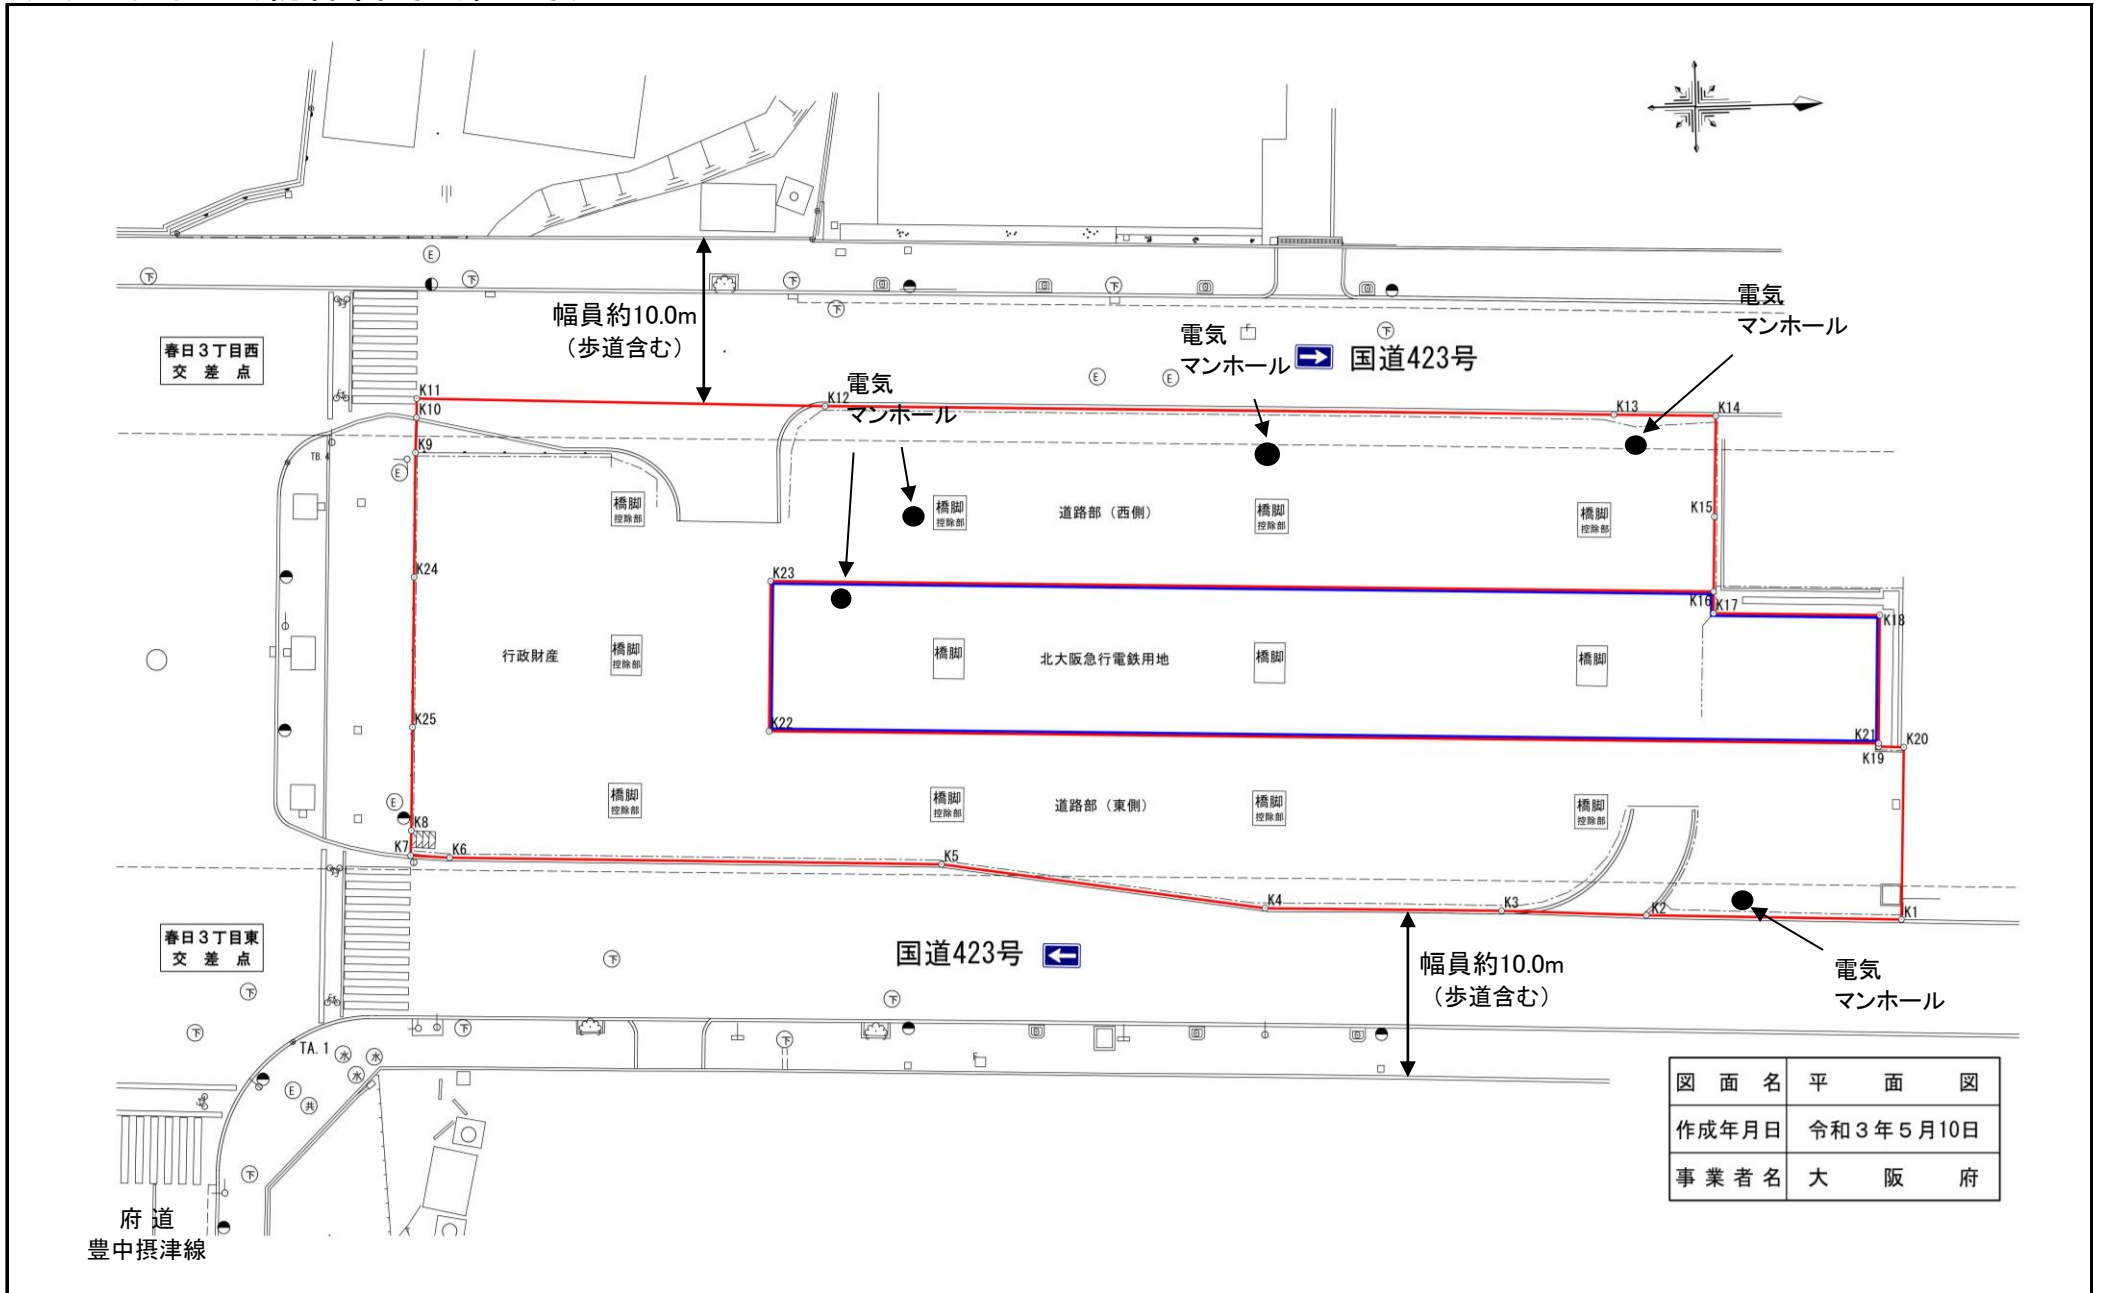 幅員約10.0m
（歩道含む）
春日３丁目西
交 差 点
電気
マンホール
電気
マンホール
電気
マンホール
国道423号
K11
K10
K12
K13
K14
K9
TB.4
K15
橋脚
控除部
橋脚
控除部
橋脚
控除部
橋脚
控除部
道路部（西側）
K24
K23
K16
K17
K18
行政財産
橋脚
控除部
橋脚
北大阪急行電鉄用地
橋脚
橋脚
K25
K22
K21
K20
K19
橋脚
控除部
橋脚
控除部
道路部（東側）
橋脚
控除部
橋脚
控除部
K8
K7
K6
K5
K4
K3
K2
K1
春日３丁目東
交 差 点
国道423号
幅員約10.0m
（歩道含む）
電気
マンホール
TA.1
府 道
豊中摂津線
図 面 名 平 面 図
作成年月日 令和３年５月10日
事 業 者 名 大 阪 府